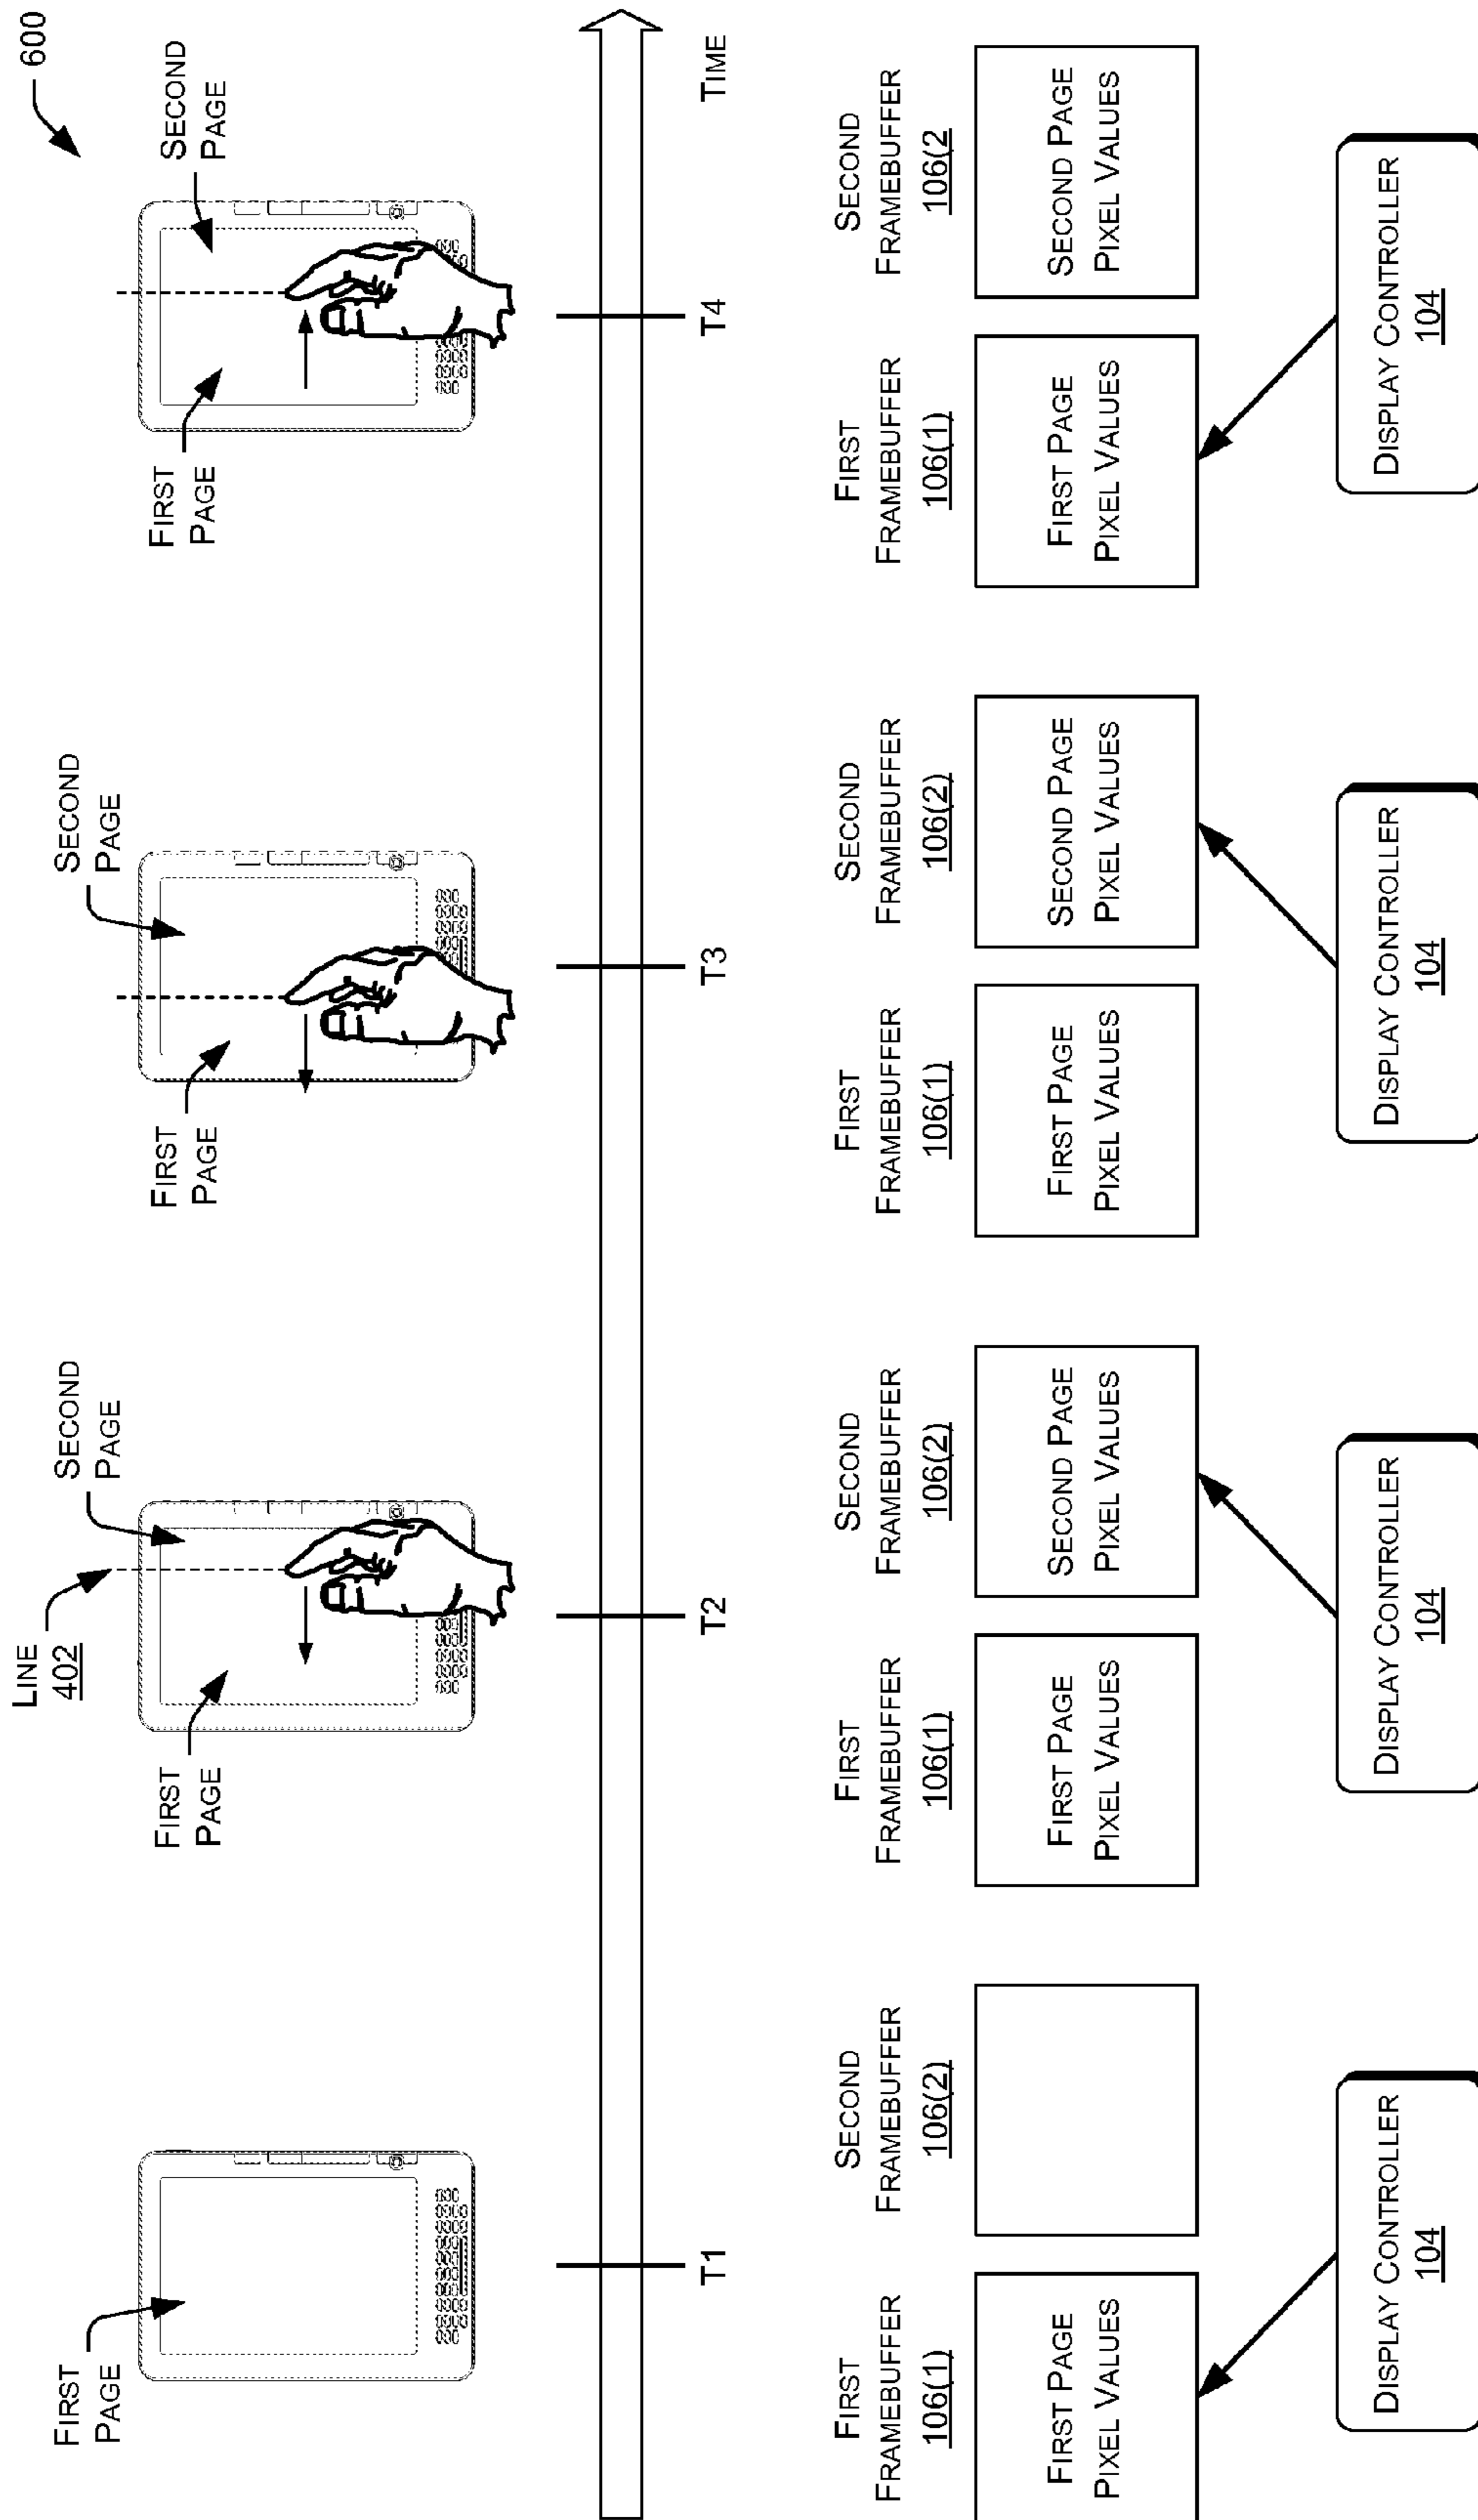 600
FIRST
PAGE
LINE
402
FIRST
PAGE
SECOND
PAGE
FIRST
PAGE
SECOND
PAGE
FIRST
PAGE
SECOND
PAGE
T1
T2
T3
T4
TIME
FIRST
FRAMEBUFFER
106(1)
SECOND
FRAMEBUFFER
106(2)
FIRST
FRAMEBUFFER
106(1)
SECOND
FRAMEBUFFER
106(2)
FIRST
FRAMEBUFFER
106(1)
SECOND
FRAMEBUFFER
106(2)
FIRST
FRAMEBUFFER
106(1)
SECOND
FRAMEBUFFER
106(2
FIRST PAGE
PIXEL VALUES
FIRST PAGE
PIXEL VALUES
SECOND PAGE
PIXEL VALUES
FIRST PAGE
PIXEL VALUES
SECOND PAGE
PIXEL VALUES
FIRST PAGE
PIXEL VALUES
SECOND PAGE
PIXEL VALUES
DISPLAY CONTROLLER
104
DISPLAY CONTROLLER
104
DISPLAY CONTROLLER
104
DISPLAY CONTROLLER
104